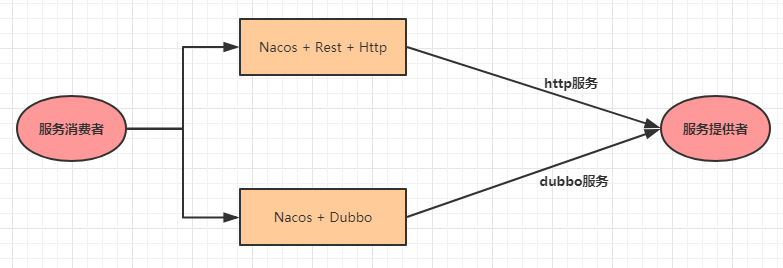 Nacos + Rest + Http
http服务
服务消费者
服务提供者
dubbo服务
Nacos + Dubbo